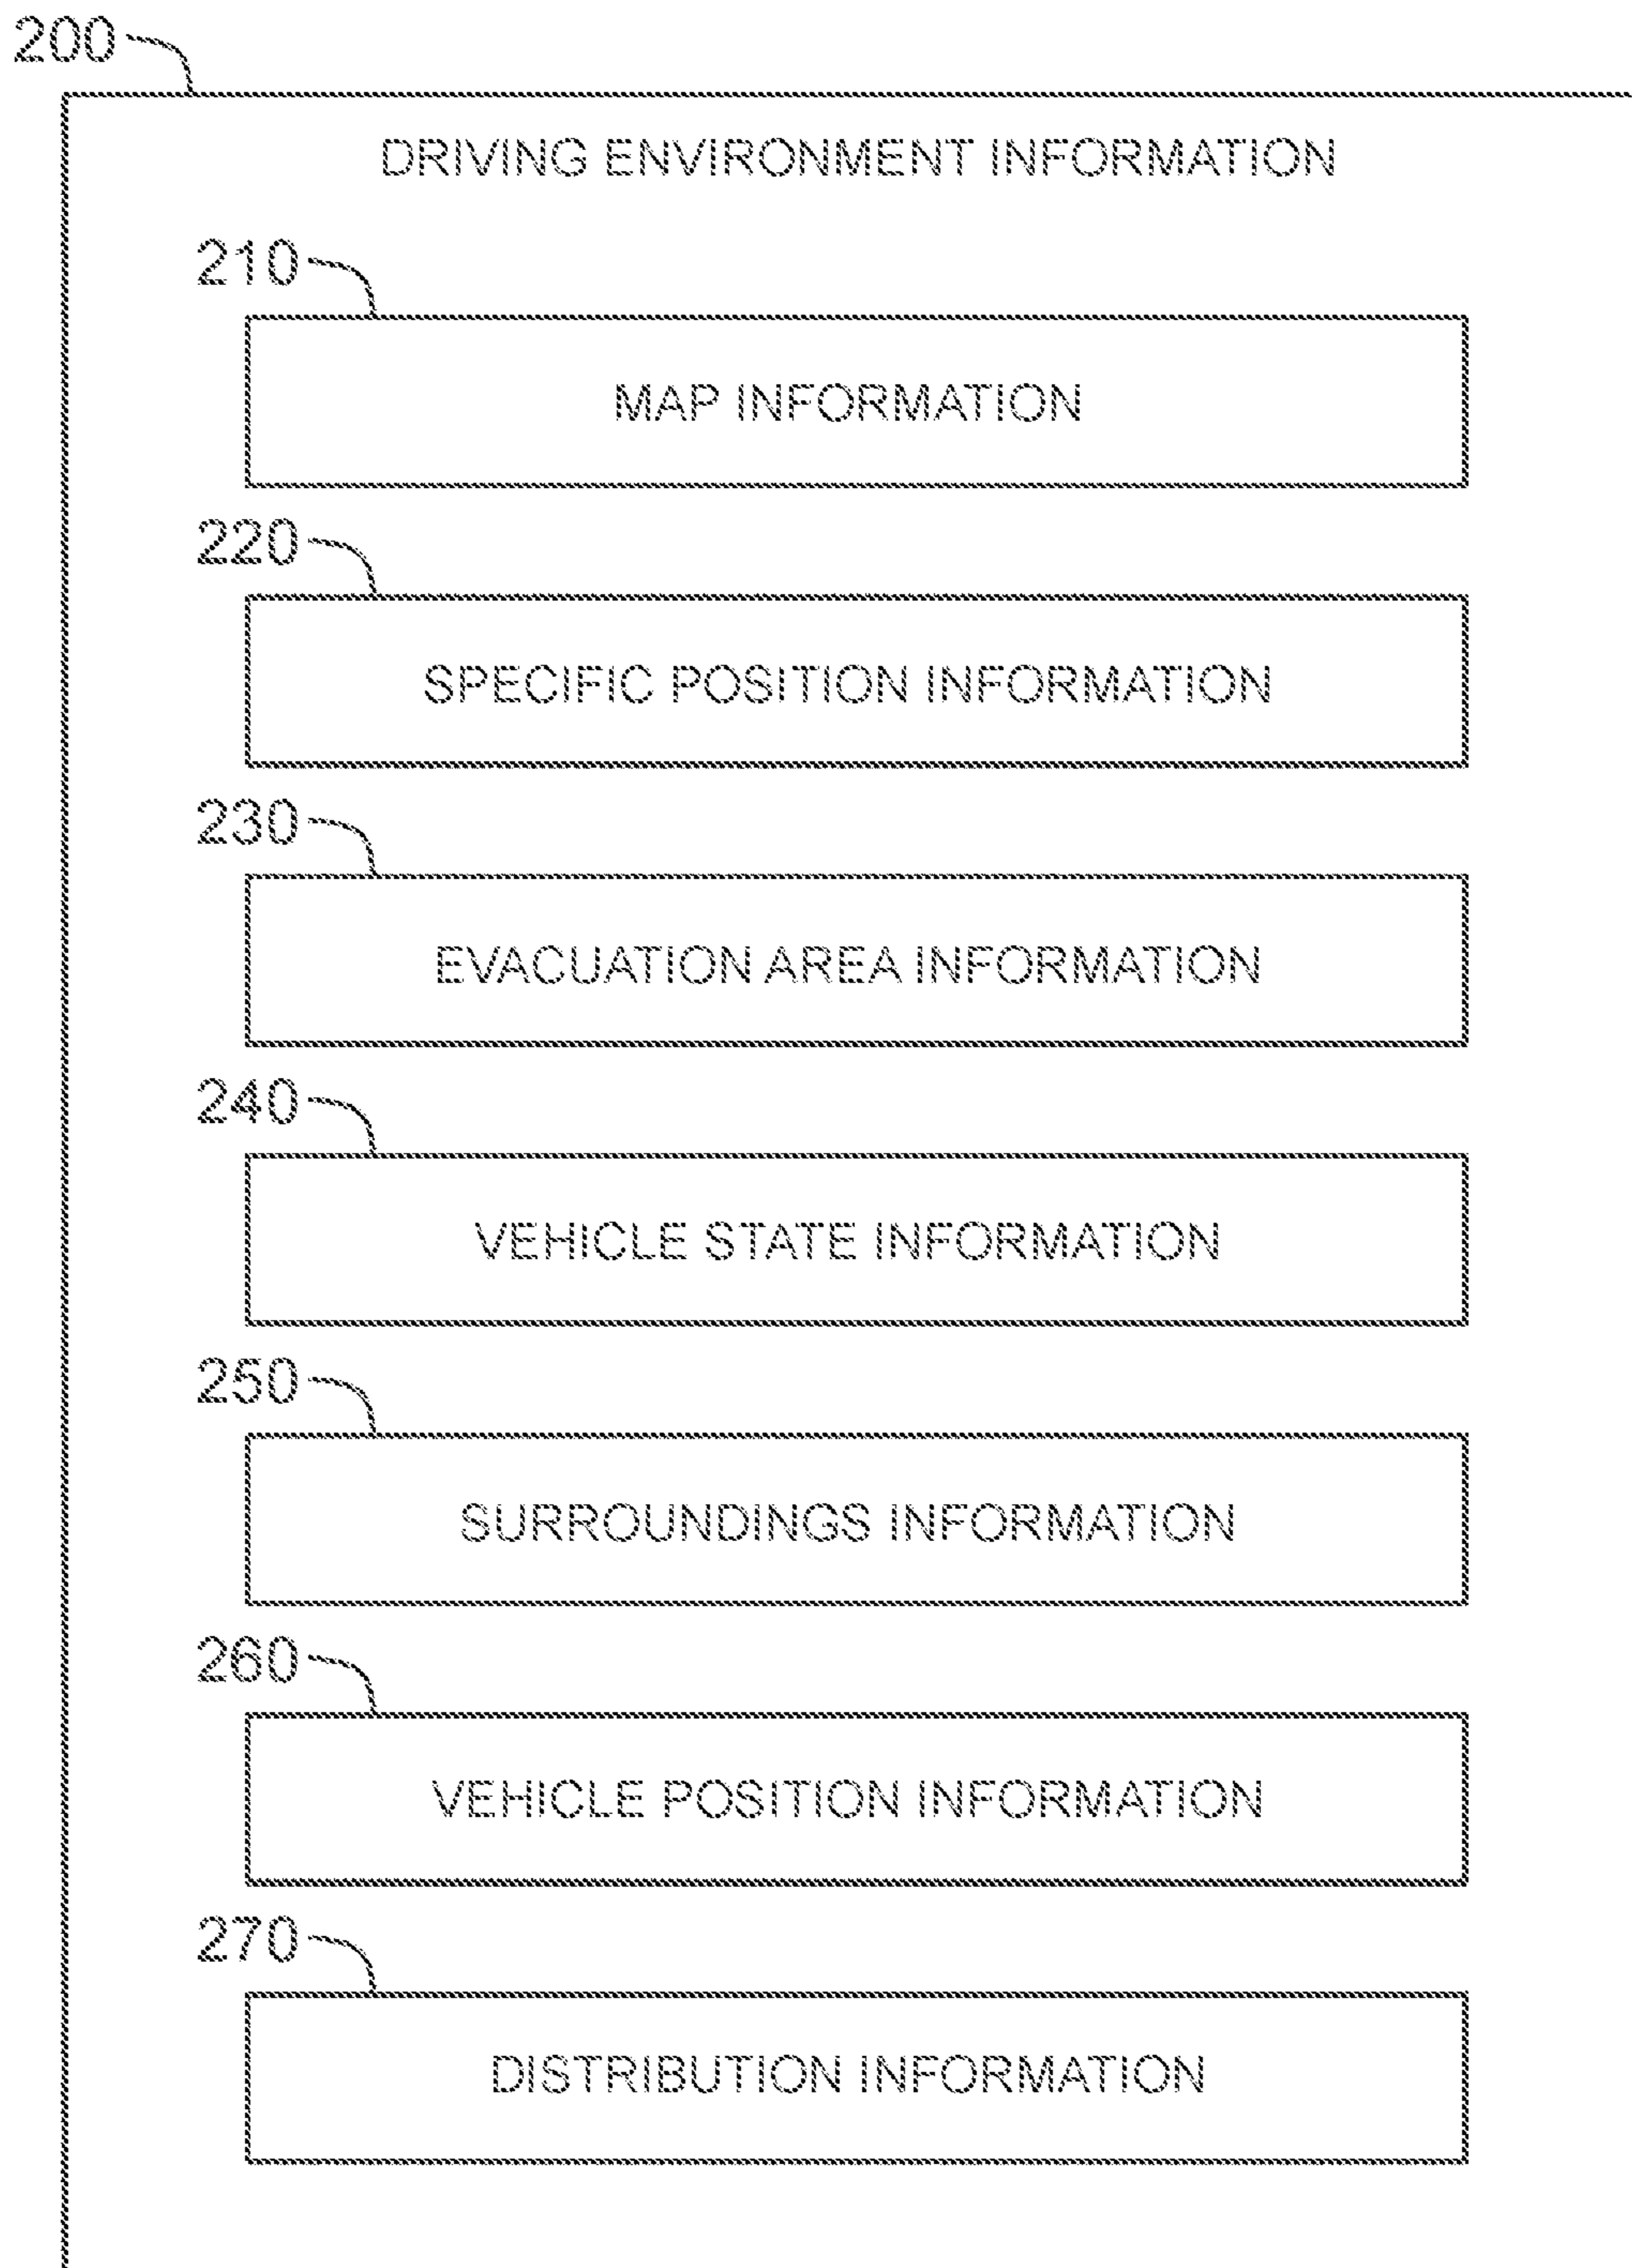 200
DRIVING ENVIRONMENT INFORMATION
210
MAP INFORMATION
220
SPECIFIC POSITION INFORMATION
230
EVACUATION AREA INFORMATION
240
VEHICLE STATE INFORMATION
250
SURROUNDINGS INFORMATION
260
VEHICLE POSITION INFORMATION
270
DISTRIBUTION INFORMATION